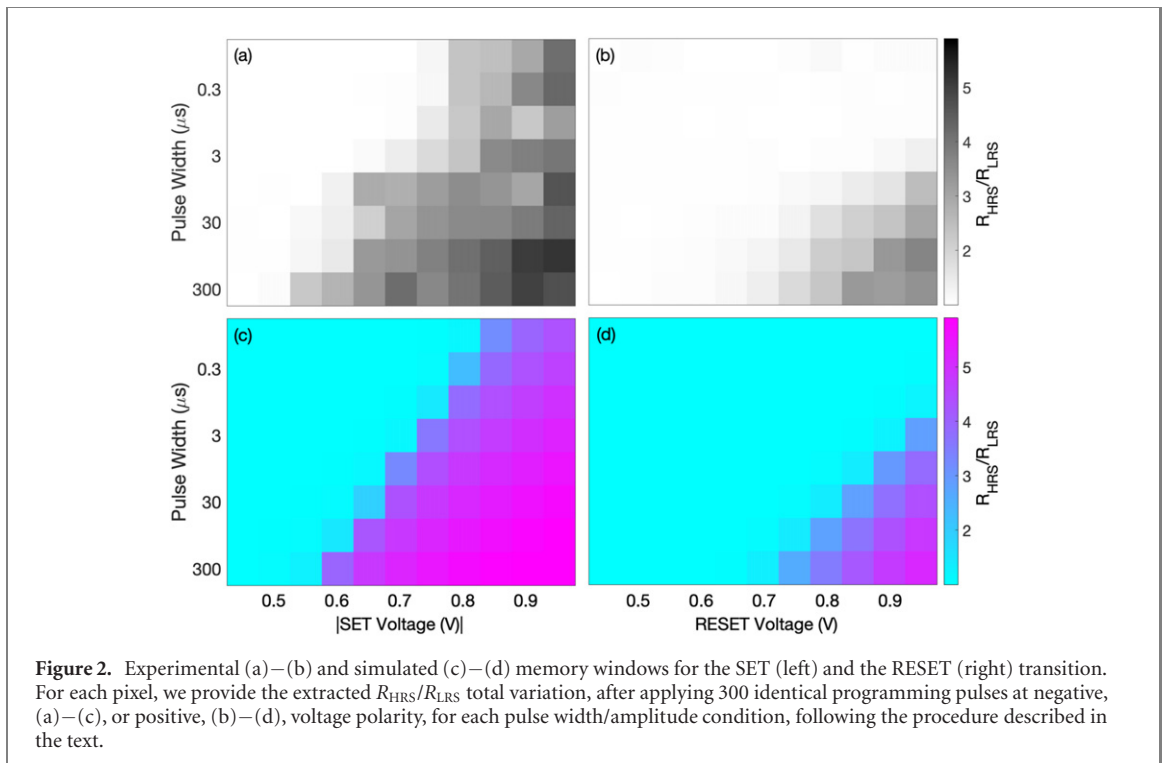 (a)
(b)
0.3
3
30
300
Pulse Width (μs)
5
4
3
2
R_HRS/R_LRS
(c)
(d)
0.3
3
30
300
Pulse Width (μs)
5
4
3
2
R_HRS/R_LRS
0.5 0.6 0.7 0.8 0.9
|SET Voltage (V)|
0.5 0.6 0.7 0.8 0.9
RESET Voltage (V)
Figure 2. Experimental (a)−(b) and simulated (c)−(d) memory windows for the SET (left) and the RESET (right) transition.
For each pixel, we provide the extracted R_HRS/R_LRS total variation, after applying 300 identical programming pulses at negative,
(a)−(c), or positive, (b)−(d), voltage polarity, for each pulse width/amplitude condition, following the procedure described in
the text.